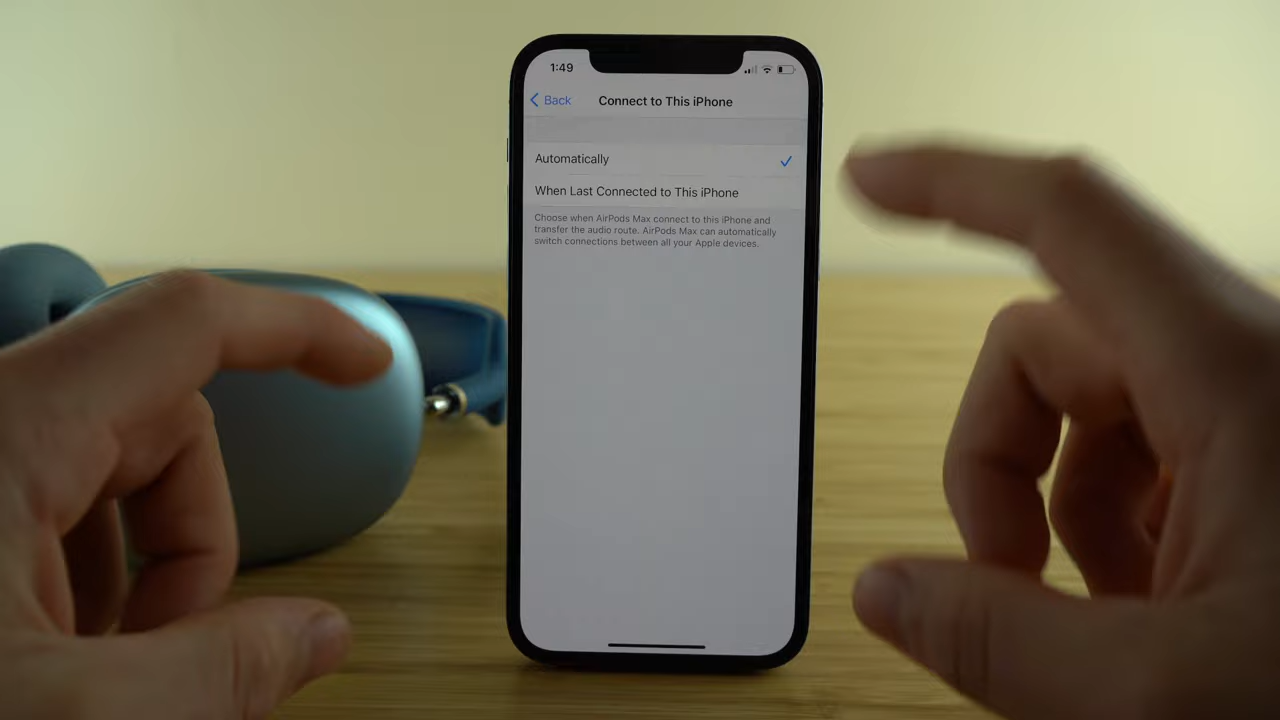 1:49
Back
Connect to This iPhone
Automatically
When Last Connected to This iPhone
Choose when AirPods Max connect to this iPhone and
transfer the audio route. AirPods Max can automatically
switch connections between all your Apple devices.